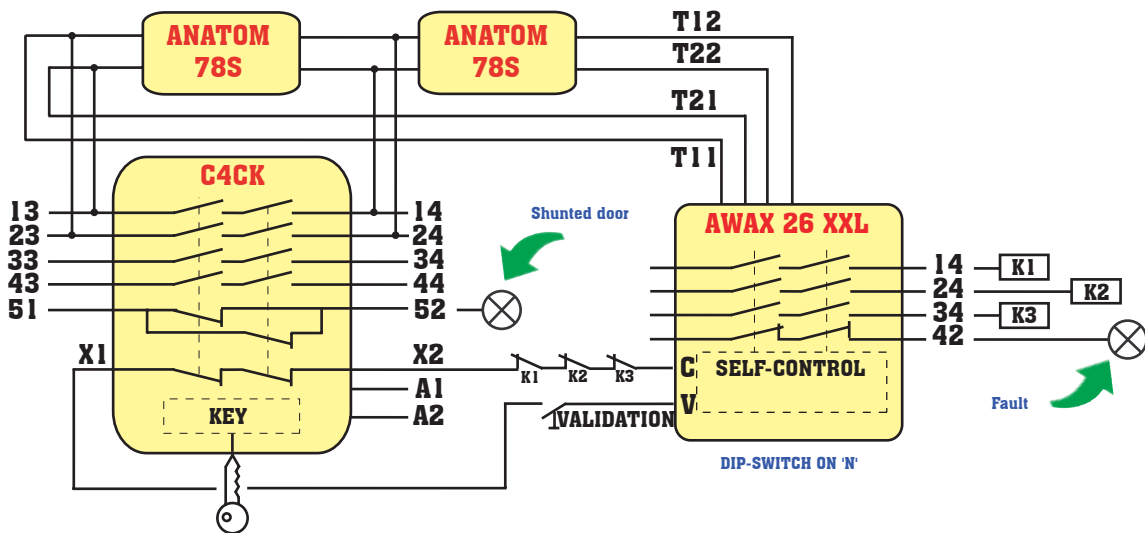 ANATOM
78S
ANATOM
78S
T12
T22
T21
T11
C4CK
13
23
33
43
51
X1
14
24
34
44
52
X2
A1
A2
KEY
Shunted door
K1
K2
K3
VALIDATION
AWAX 26 XXL
C
V
SELF-CONTROL
14
24
34
42
K1
K2
K3
Fault
DIP-SWITCH ON 'N'